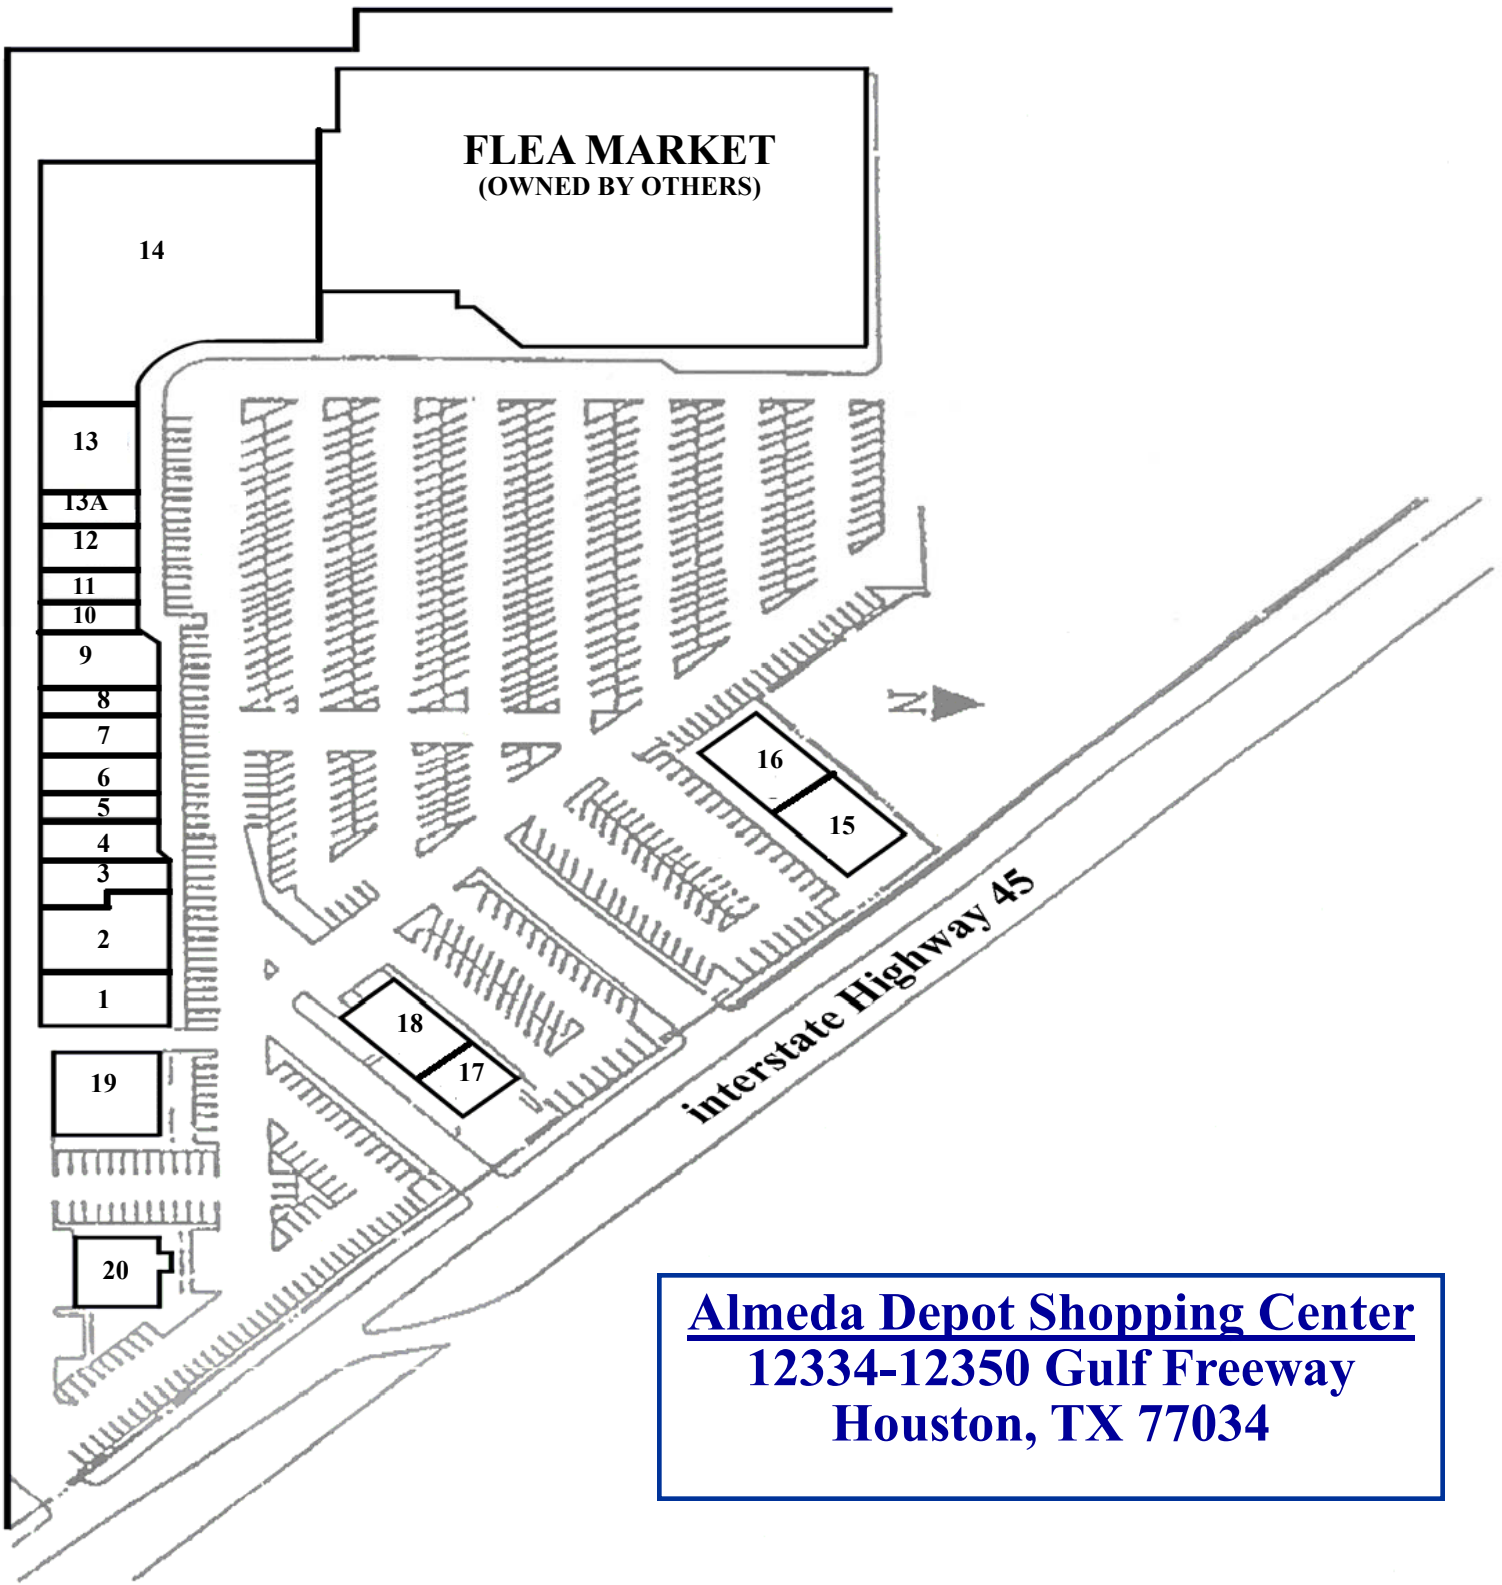 FLEA MARKET
(OWNED BY OTHERS)
14
13
13A
12
11
10
9
8
7
6
5
4
3
2
1
N
16
15
18
17
19
20
interstate Highway 45
Almeda Depot Shopping Center
12334-12350 Gulf Freeway
Houston, TX 77034